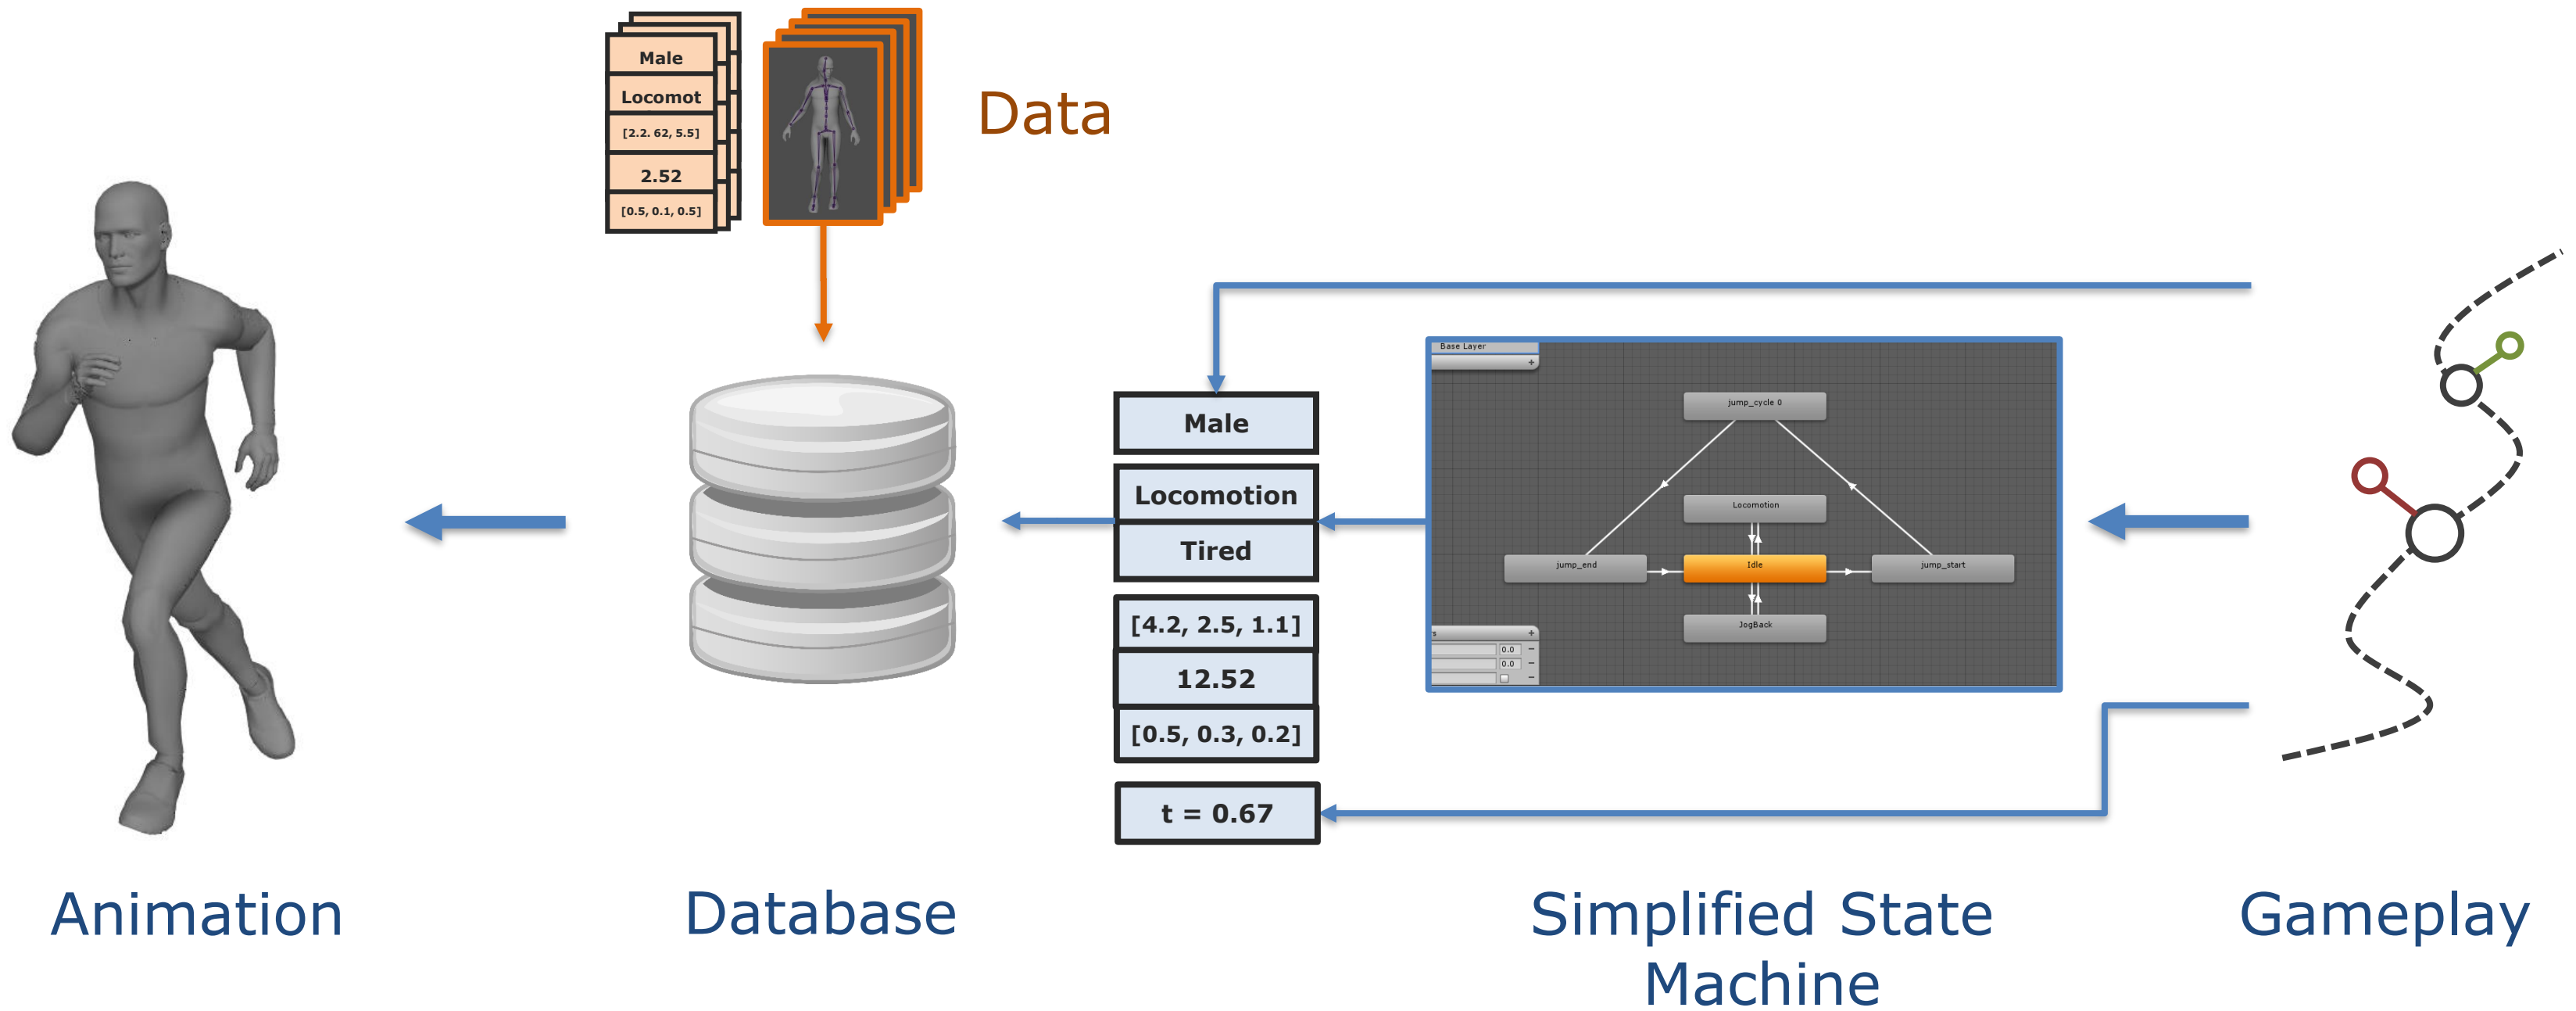 Male
Locomot
[2.2. 62, 5.5]
2.52
[0.5, 0.1, 0.5]
Data
Male
Locomotion
Tired
[4.2, 2.5, 1.1]
12.52
[0.5, 0.3, 0.2]
t = 0.67
Base Layer
+
jump_cycle 0
Locomotion
jump_end
Idle
jump_start
JogBack
s +
0.0 −
0.0 −
−
Animation
Database
Simplified State
Machine
Gameplay